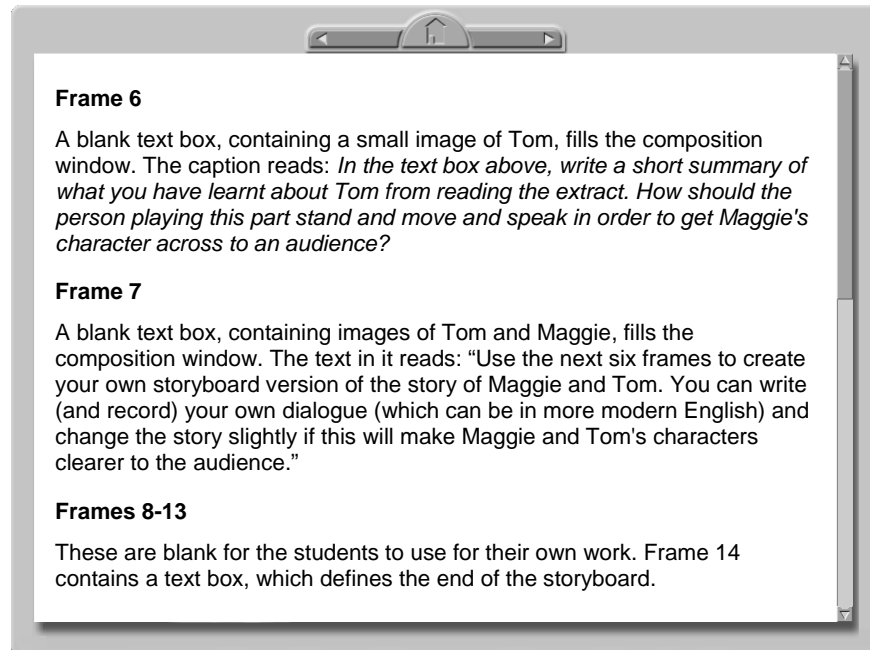 Frame 6
A blank text box, containing a small image of Tom, fills the composition
window. The caption reads: In the text box above, write a short summary of
what you have learnt about Tom from reading the extract. How should the
person playing this part stand and move and speak in order to get Maggie's
character across to an audience?
Frame 7
A blank text box, containing images of Tom and Maggie, fills the
composition window. The text in it reads: “Use the next six frames to create
your own storyboard version of the story of Maggie and Tom. You can write
(and record) your own dialogue (which can be in more modern English) and
change the story slightly if this will make Maggie and Tom's characters
clearer to the audience.”
Frames 8-13
These are blank for the students to use for their own work. Frame 14
contains a text box, which defines the end of the storyboard.